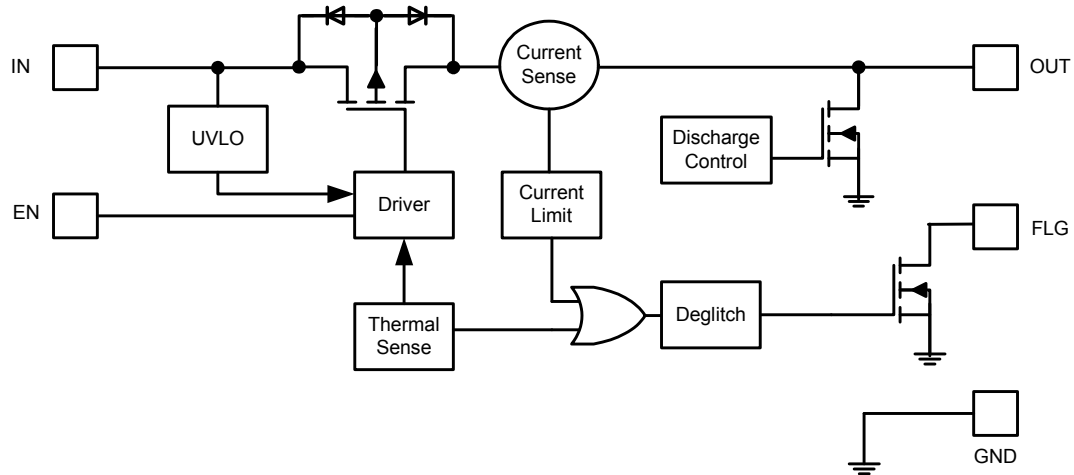 IN
Current
Sense
OUT
UVLO
Discharge
Control
EN
Driver
Current
Limit
FLG
Thermal
Sense
Deglitch
GND